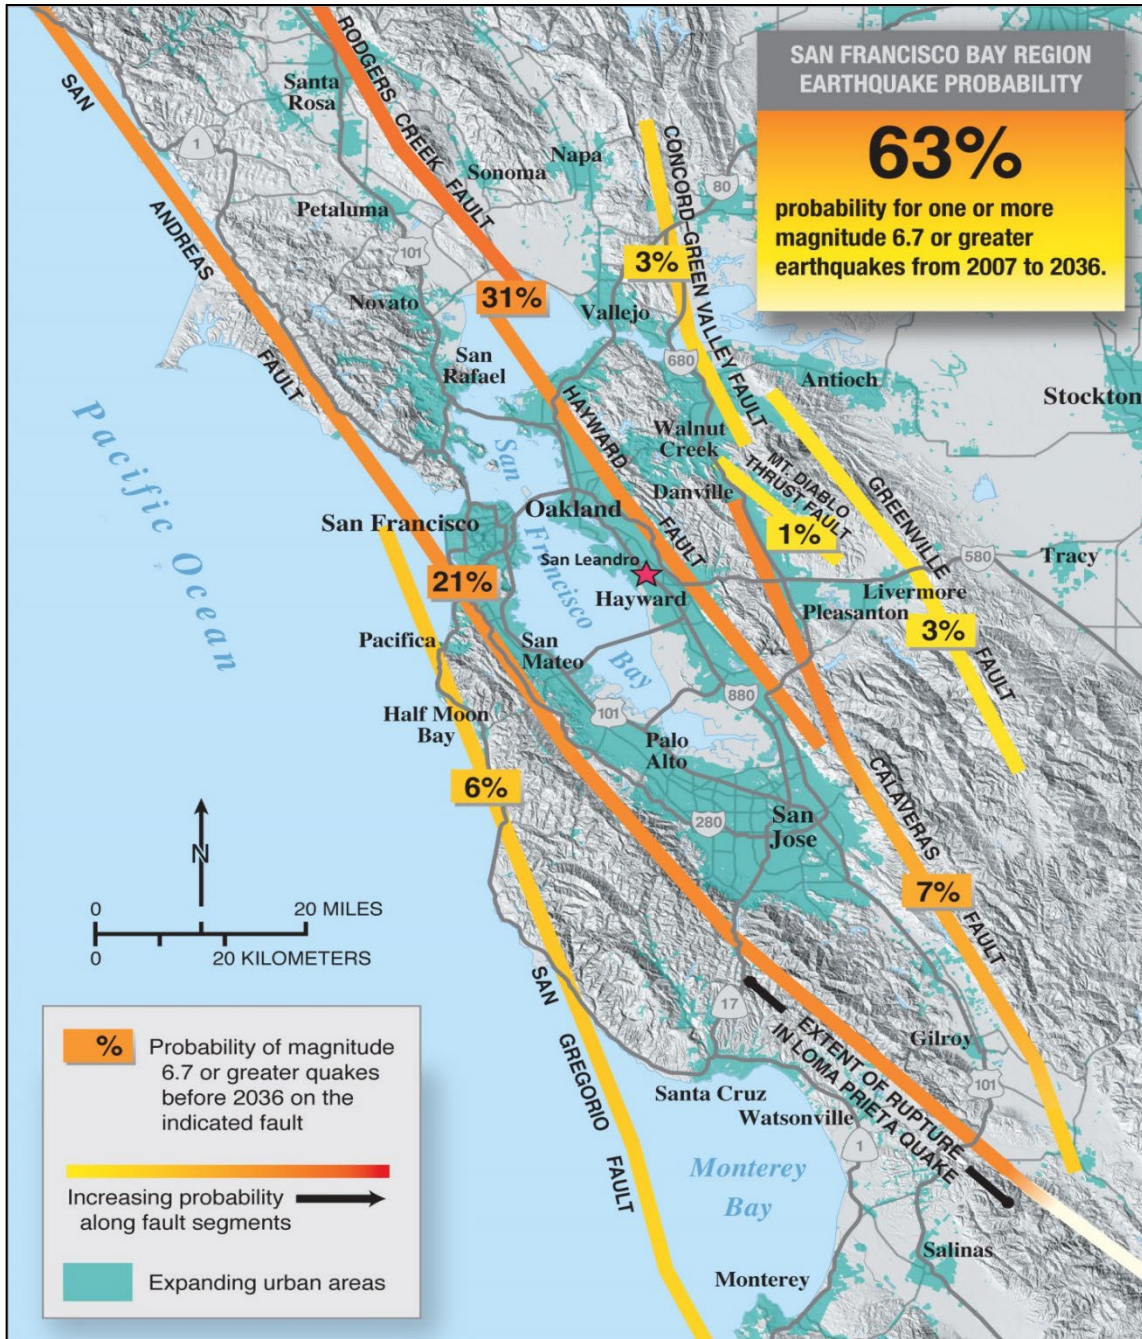 SAN FRANCISCO BAY REGION
EARTHQUAKE PROBABILITY
63%
probability for one or more
magnitude 6.7 or greater
earthquakes from 2007 to 2036.
SAN ANDREAS FAULT
RODGERS CREEK FAULT
CONCORD-GREEN VALLEY FAULT
Santa
Rosa
1
Napa
Sonoma
80
Petaluma
101
3%
31%
Novato
Vallejo
San
Rafael
680
Antioch
Stockton
HAYWARD FAULT
Walnut
Creek
MT. DIABLO
THRUST FAULT
GREENVILLE FAULT
Danville
Pacific Ocean
San Francisco Bay
San Francisco
Oakland
1%
San Leandro
580
Tracy
21%
Hayward
Livermore
Pleasanton
3%
Pacifica
San
Mateo
880
Half Moon
Bay
101
Palo
Alto
6%
280
San
Jose
CALAVERAS FAULT
7%
N
0 20 MILES
0 20 KILOMETERS
SAN GREGORIO FAULT
17
EXTENT OF RUPTURE
IN LOMA PRIETA QUAKE
Gilroy
101
Santa Cruz
Watsonville
1
Monterey
Bay
Salinas
Monterey
%
Probability of magnitude
6.7 or greater quakes
before 2036 on the
indicated fault
Increasing probability
along fault segments
Expanding urban areas